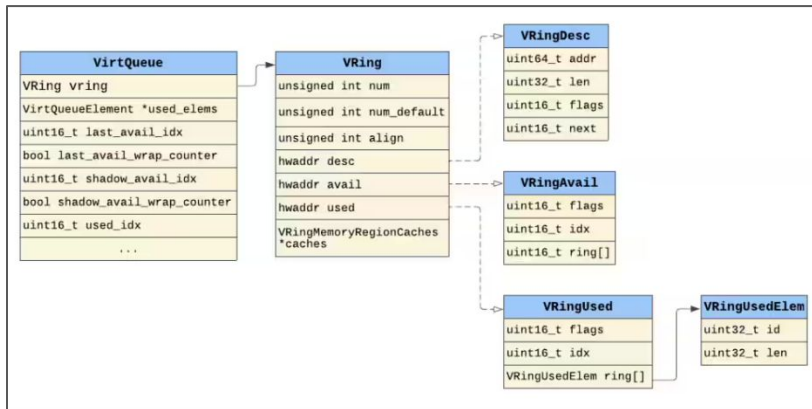 VirtQueue
VRing vring
VirtQueueElement *used_elems
uint16_t last_avail_idx
bool last_avail_wrap_counter
uint16_t shadow_avail_idx
bool shadow_avail_wrap_counter
uint16_t used_idx
...
VRing
unsigned int num
unsigned int num_default
unsigned int align
hwaddr desc
hwaddr avail
hwaddr used
VRingMemoryRegionCaches
*caches
VRingDesc
uint64_t addr
uint32_t len
uint16_t flags
uint16_t next
VRingAvail
uint16_t flags
uint16_t idx
uint16_t ring[]
VRingUsed
uint16_t flags
uint16_t idx
VRingUsedElem ring[]
VRingUsedElem
uint32_t id
uint32_t len